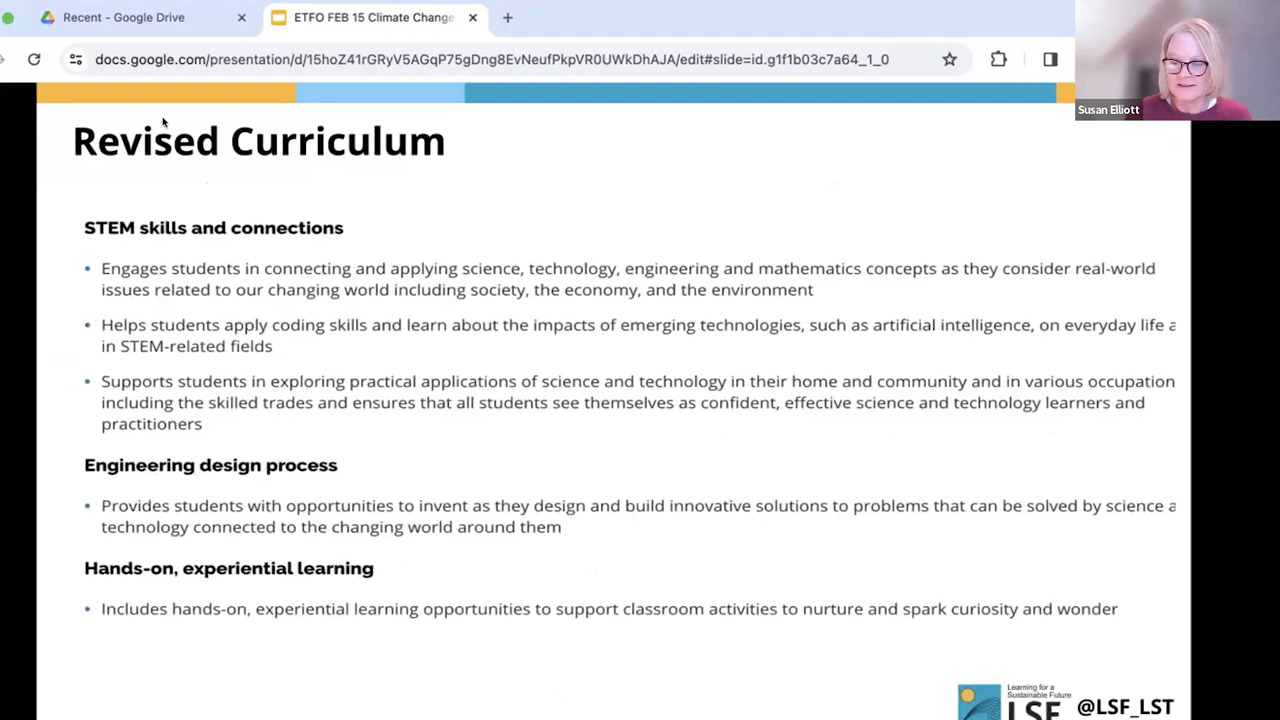 Recent - Google Drive
ETFO FEB 15 Climate Change
docs.google.com/presentation/d/15hoZ41rGRyV5AGqP75gDng8EvNeufPkpVR0UWkDhAJA/edit#slide=id.g1f1b03c7a64_1_0
Susan Elliott
Revised Curriculum
STEM skills and connections
• Engages students in connecting and applying science, technology, engineering and mathematics concepts as they consider real-world
issues related to our changing world including society, the economy, and the environment
• Helps students apply coding skills and learn about the impacts of emerging technologies, such as artificial intelligence, on everyday life a
in STEM-related fields
• Supports students in exploring practical applications of science and technology in their home and community and in various occupation
including the skilled trades and ensures that all students see themselves as confident, effective science and technology learners and
practitioners
Engineering design process
• Provides students with opportunities to invent as they design and build innovative solutions to problems that can be solved by science a
technology connected to the changing world around them
Hands-on, experiential learning
• Includes hands-on, experiential learning opportunities to support classroom activities to nurture and spark curiosity and wonder
Learning for a
Sustainable Future
LSF
@LSF_LST